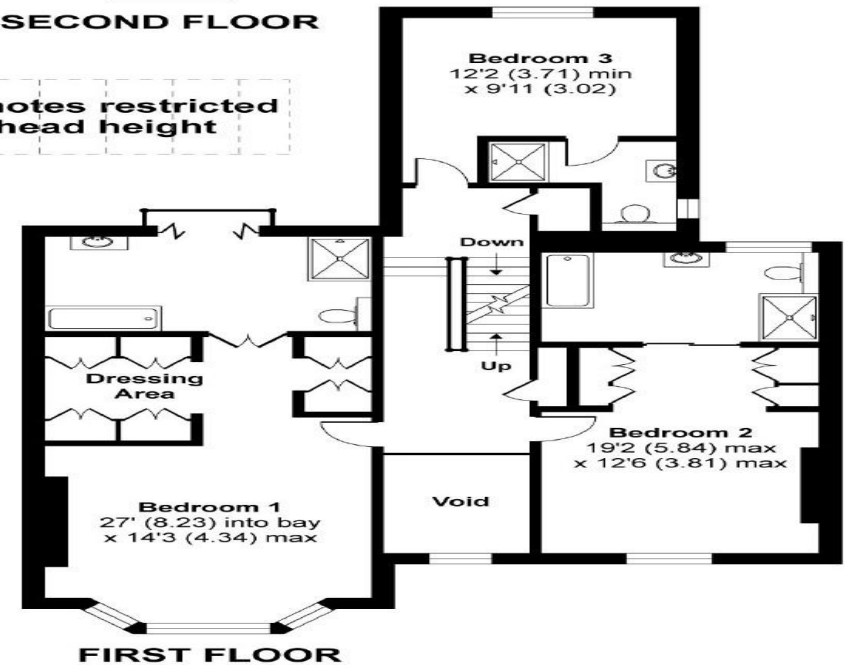 SECOND FLOOR
notes restricted
head height
Bedroom 3
12'2 (3.71) min
x 9'11 (3.02)
Down
Up
Dressing
Area
Bedroom 2
19'2 (5.84) max
x 12'6 (3.81) max
Bedroom 1
27' (8.23) into bay
x 14'3 (4.34) max
Void
FIRST FLOOR